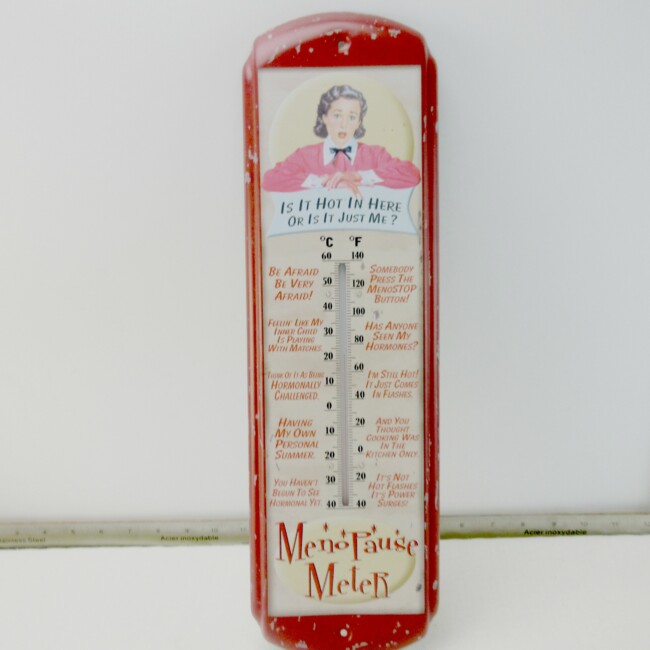 Is It Hot In Here
Or Is It Just Me?
°C °F
60 140
50 120
40 100
30 80
20 60
10 40
0 20
10 0
20 20
30 40
40
Be Afraid
Be Very
Afraid!
Feelin' Like My
Inner Child
Is Playing
With Matches.
Think Of It As Being
Hormonally
Challenged.
Having
My Own
Personal
Summer.
You Haven't
Begun To See
Hormonal Yet.
Somebody
Press The
MenoSTOP
Button!
Has Anyone
Seen My
Hormones?
I'm Still Hot!
It Just Comes
In Flashes.
And You
Thought
Cooking Was
In The
Kitchen Only.
It's Not
Hot Flashes
It's Power
Surges!
Menopause
Meter
Stainless Steel
Acier inoxydable
Acier inoxydable